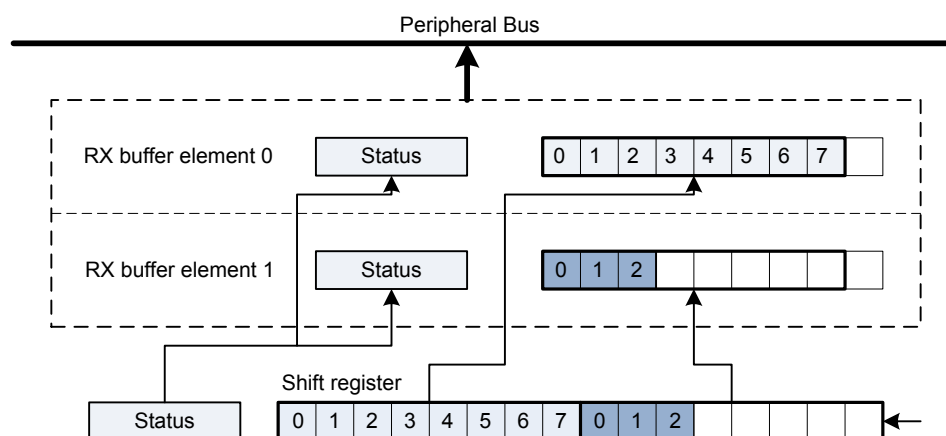 Peripheral Bus
RX buffer element 0 Status 0 1 2 3 4 5 6 7
RX buffer element 1 Status 0 1 2
Shift register
Status 0 1 2 3 4 5 6 7 0 1 2